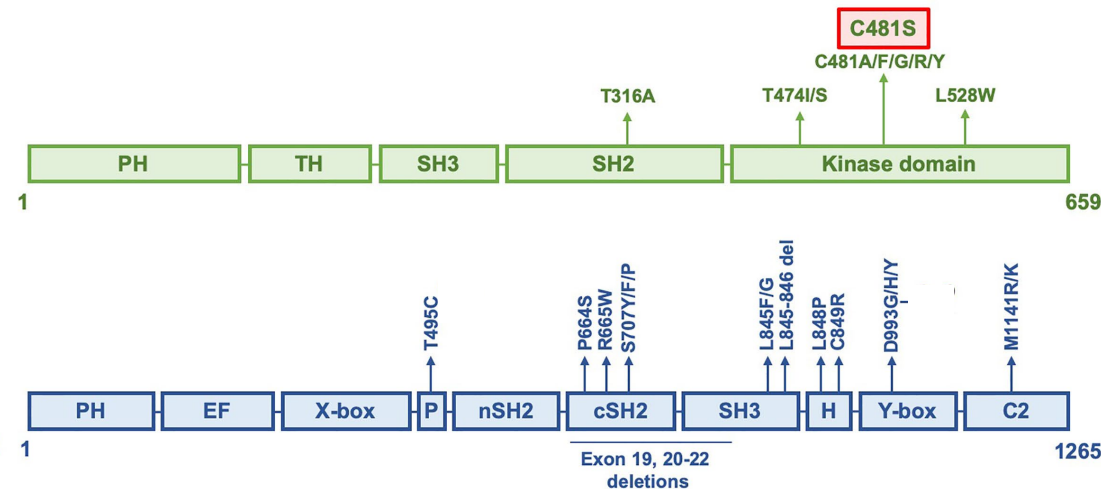 C481S
C481A/F/G/R/Y
T316A
T474I/S
L528W
PH
TH
SH3
SH2
Kinase domain
1
659
T495C
P664S
R665W
S707Y/F/P
L845F/G
L845-846 del
L848P
C849R
D993G/H/Y
M1141R/K
PH
EF
X-box
P
nSH2
cSH2
SH3
H
Y-box
C2
1
1265
Exon 19, 20-22
deletions